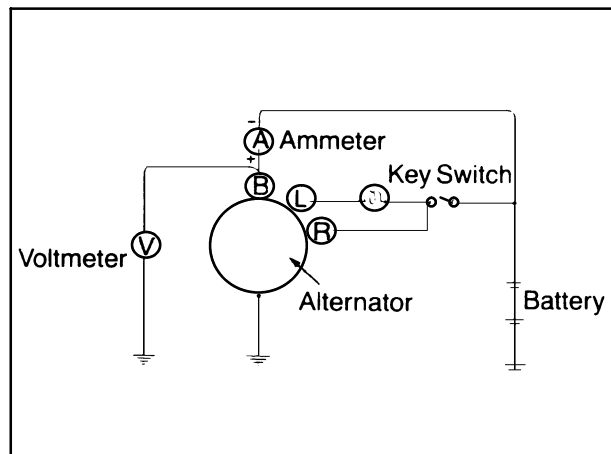 -
A Ammeter
+
B
L
Key Switch
R
V
Voltmeter
Alternator
Battery